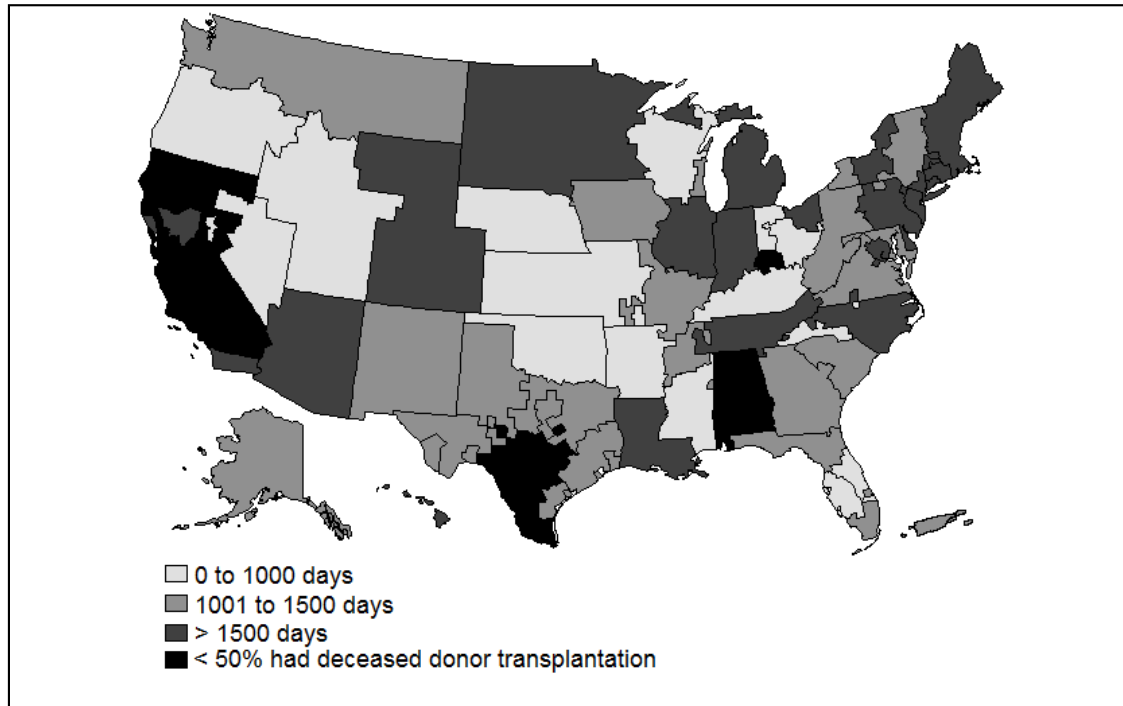 0 to 1000 days
1001 to 1500 days
> 1500 days
< 50% had deceased donor transplantation